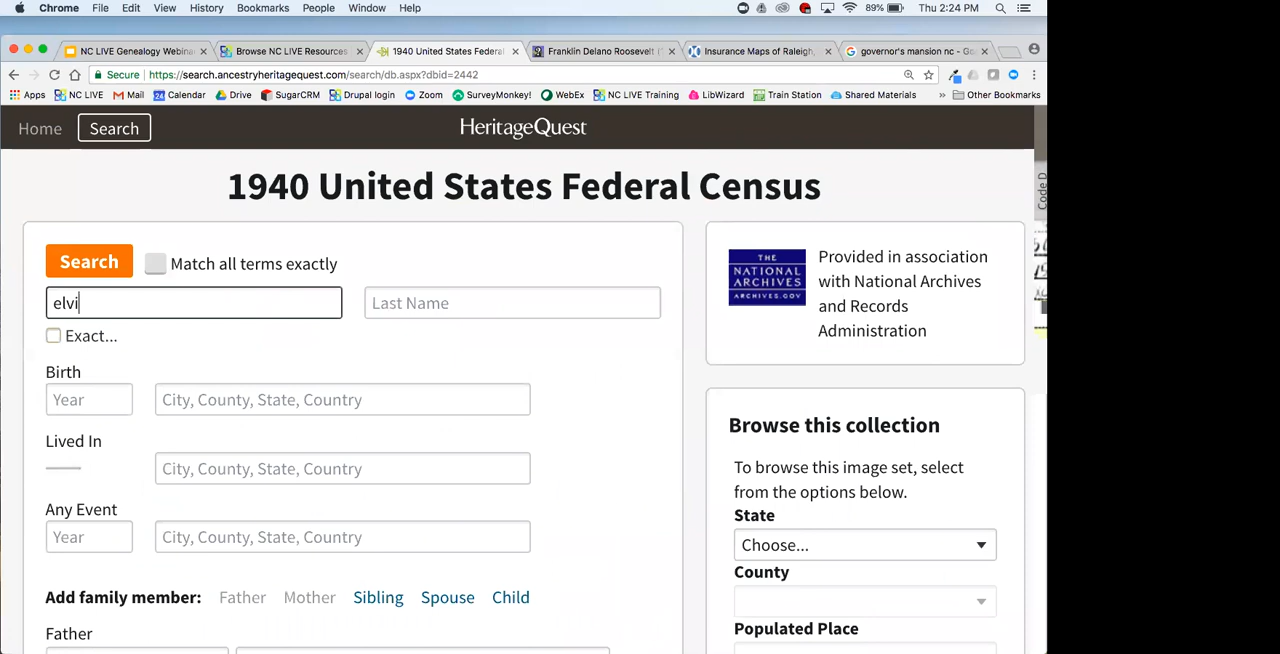 Chrome File Edit View History Bookmarks People Window Help 89% Thu 2:24 PM
NC LIVE Genealogy Webina × Browse NC LIVE Resources × 1940 United States Federal × Franklin Delano Roosevelt (" × Insurance Maps of Raleigh, × governor's mansion nc - Go ×
Secure https://search.ancestryheritagequest.com/search/db.aspx?dbid=2442
Apps NC LIVE Mail Calendar Drive SugarCRM Drupal login Zoom SurveyMonkey! WebEx NC LIVE Training LibWizard Train Station Shared Materials » Other Bookmarks
Home Search HeritageQuest
1940 United States Federal Census
Code D
Search Match all terms exactly
elvi Last Name
Exact...
Birth
Year City, County, State, Country
Lived In
City, County, State, Country
Any Event
Year City, County, State, Country
Add family member: Father Mother Sibling Spouse Child
Father
THE
NATIONAL
ARCHIVES
ARCHIVES.GOV
Provided in association
with National Archives
and Records
Administration
Browse this collection
To browse this image set, select
from the options below.
State
Choose...
County
Populated Place